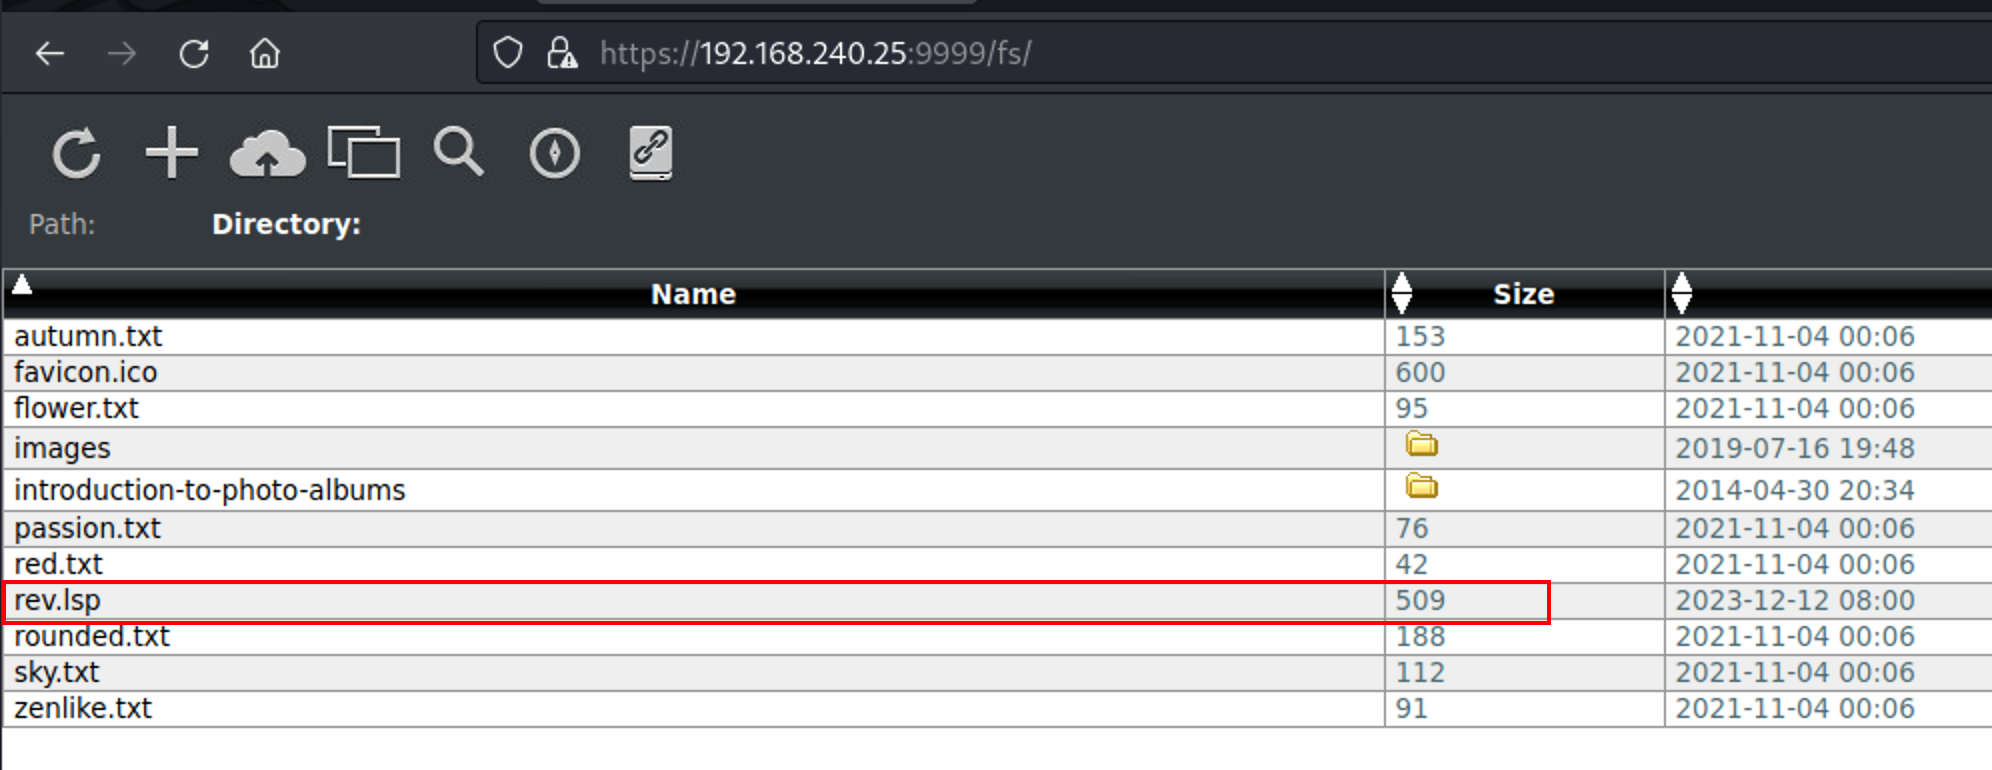 https://192.168.240.25:9999/fs/
Path: Directory:
Name Size
autumn.txt 153 2021-11-04 00:06
favicon.ico 600 2021-11-04 00:06
flower.txt 95 2021-11-04 00:06
images 2019-07-16 19:48
introduction-to-photo-albums 2014-04-30 20:34
passion.txt 76 2021-11-04 00:06
red.txt 42 2021-11-04 00:06
rev.lsp 509 2023-12-12 08:00
rounded.txt 188 2021-11-04 00:06
sky.txt 112 2021-11-04 00:06
zenlike.txt 91 2021-11-04 00:06